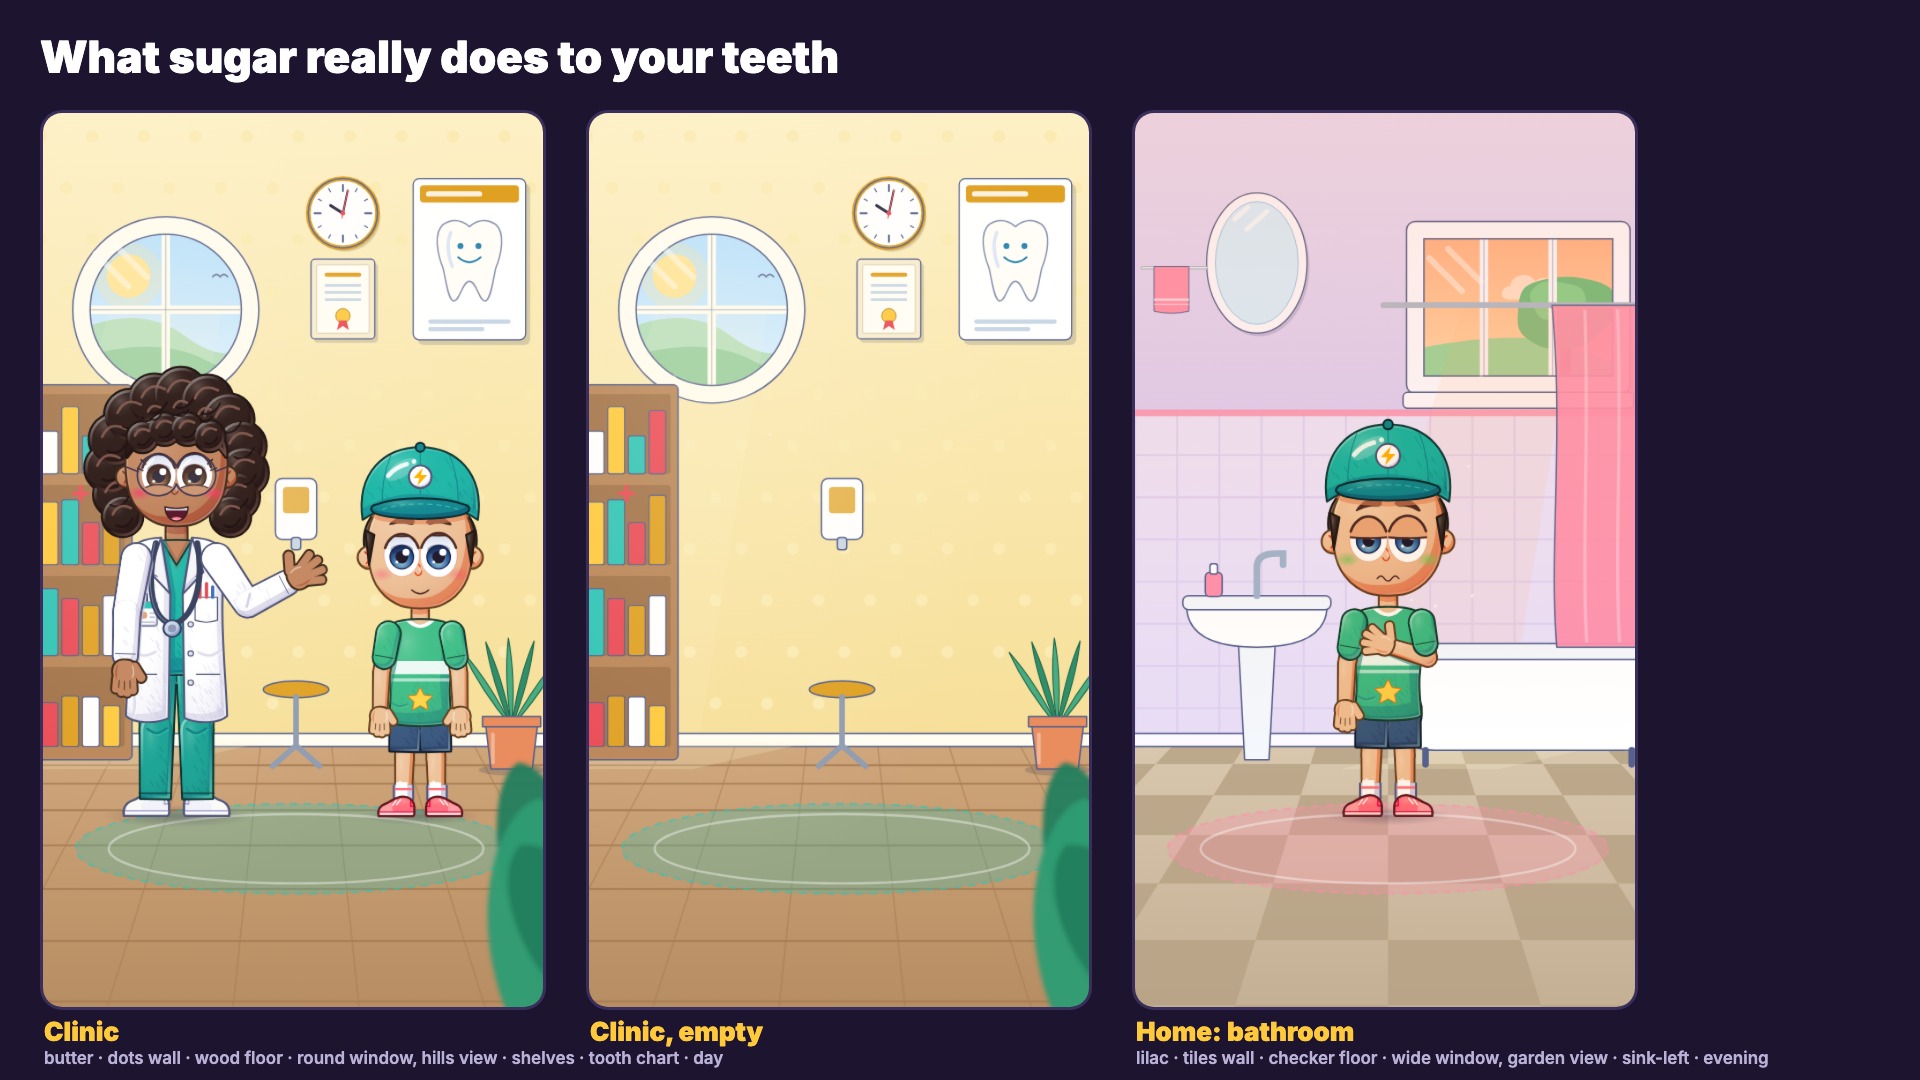 What sugar really does to your teeth
Clinic
butter · dots wall · wood floor · round window, hills view · shelves · tooth chart · day
Clinic, empty
Home: bathroom
lilac · tiles wall · checker floor · wide window, garden view · sink-left · evening